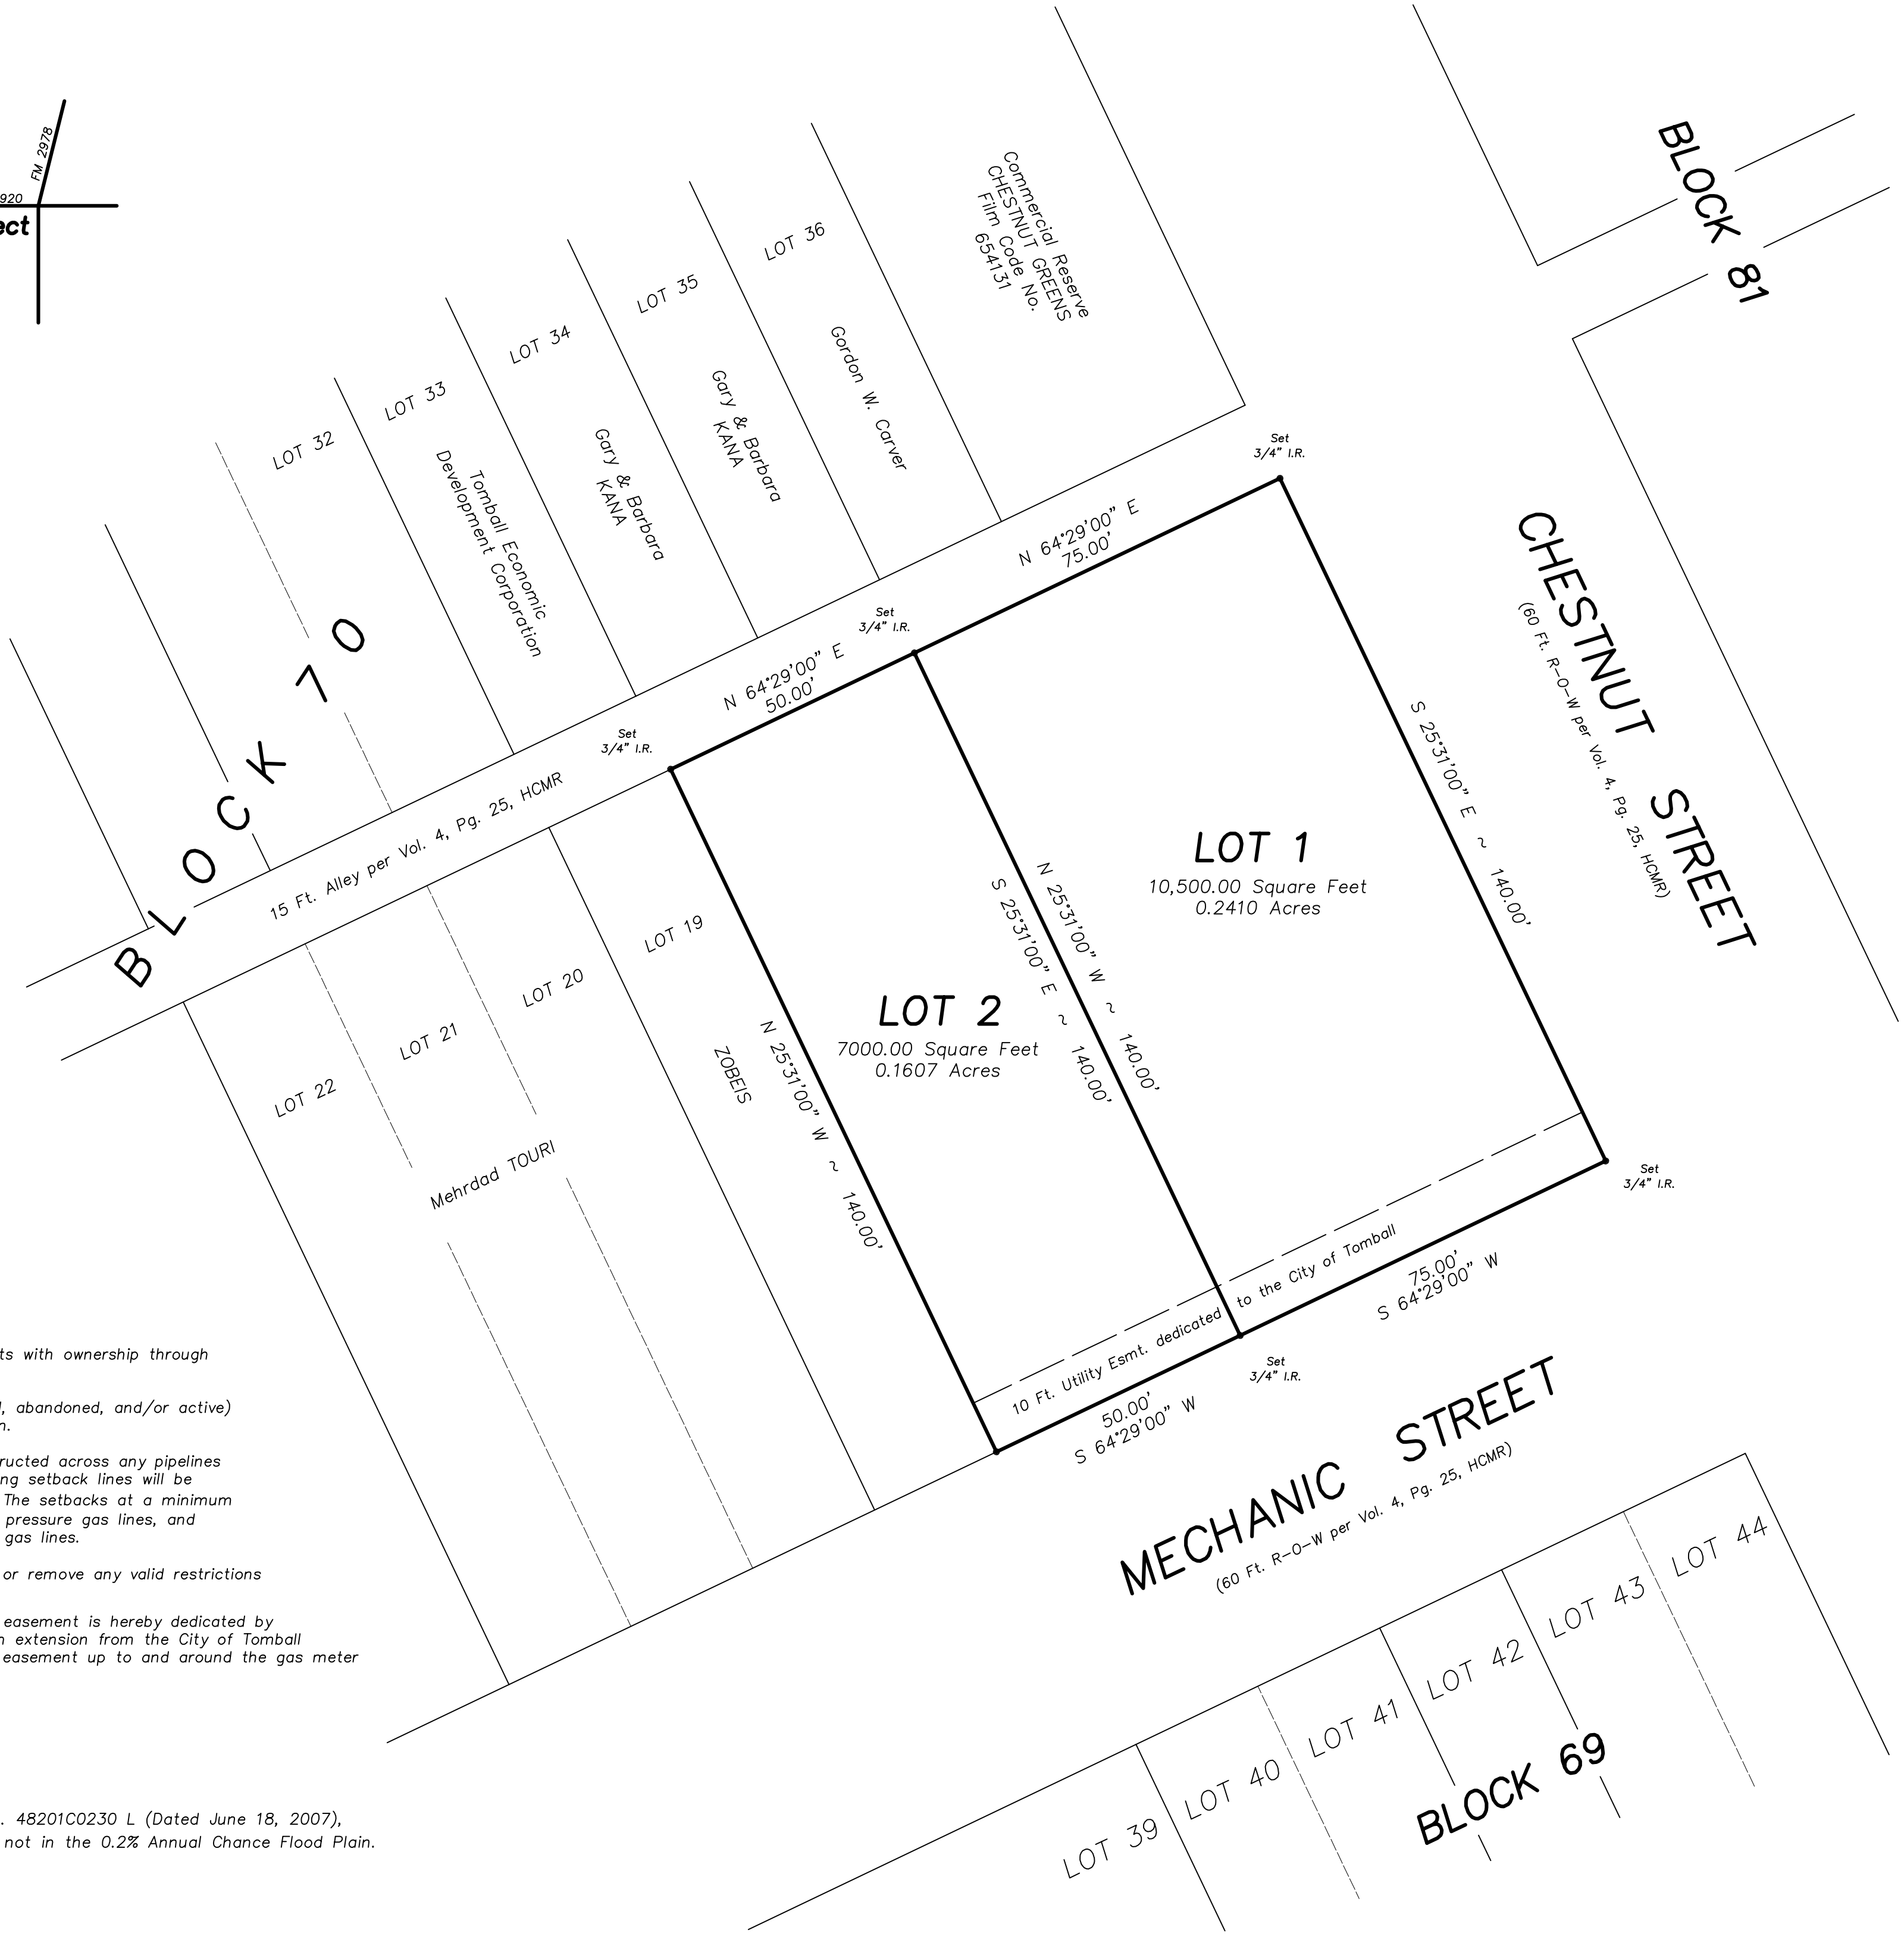 FM 2978
920
ect
BLOCK 81
Commercial Reserve
CHESTNUT GREENS
Film Code No.
654131
LOT 36
Gordon W. Carver
LOT 35
Gary & Barbara
KANA
LOT 34
Gary & Barbara
KANA
LOT 33
Tomball Economic
Development Corporation
LOT 32
BLOCK 70
15 Ft. Alley per Vol. 4, Pg. 25, HCMR
Set
3/4" I.R.
N 64°29'00" E
75.00'
Set
3/4" I.R.
N 64°29'00" E
50.00'
Set
3/4" I.R.
CHESTNUT STREET
(60 Ft. R-O-W per Vol. 4, Pg. 25, HCMR)
S 25°31'00" E ~ 140.00'
LOT 1
10,500.00 Square Feet
0.2410 Acres
N 25°31'00" W ~ 140.00'
S 25°31'00" E ~ 140.00'
LOT 2
7000.00 Square Feet
0.1607 Acres
N 25°31'00" W ~ 140.00'
LOT 19
ZOBEIS
LOT 20
LOT 21
LOT 22
Mehrdad TOURI
Set
3/4" I.R.
10 Ft. Utility Esmt. dedicated to the City of Tomball
75.00'
S 64°29'00" W
Set
3/4" I.R.
50.00'
S 64°29'00" W
MECHANIC STREET
(60 Ft. R-O-W per Vol. 4, Pg. 25, HCMR)
LOT 44
LOT 43
LOT 42
LOT 41
LOT 40
LOT 39
BLOCK 69
ts with ownership through
, abandoned, and/or active)
n.
ructed across any pipelines
ng setback lines will be
The setbacks at a minimum
pressure gas lines, and
gas lines.
or remove any valid restrictions
easement is hereby dedicated by
n extension from the City of Tomball
easement up to and around the gas meter
. 48201C0230 L (Dated June 18, 2007),
not in the 0.2% Annual Chance Flood Plain.